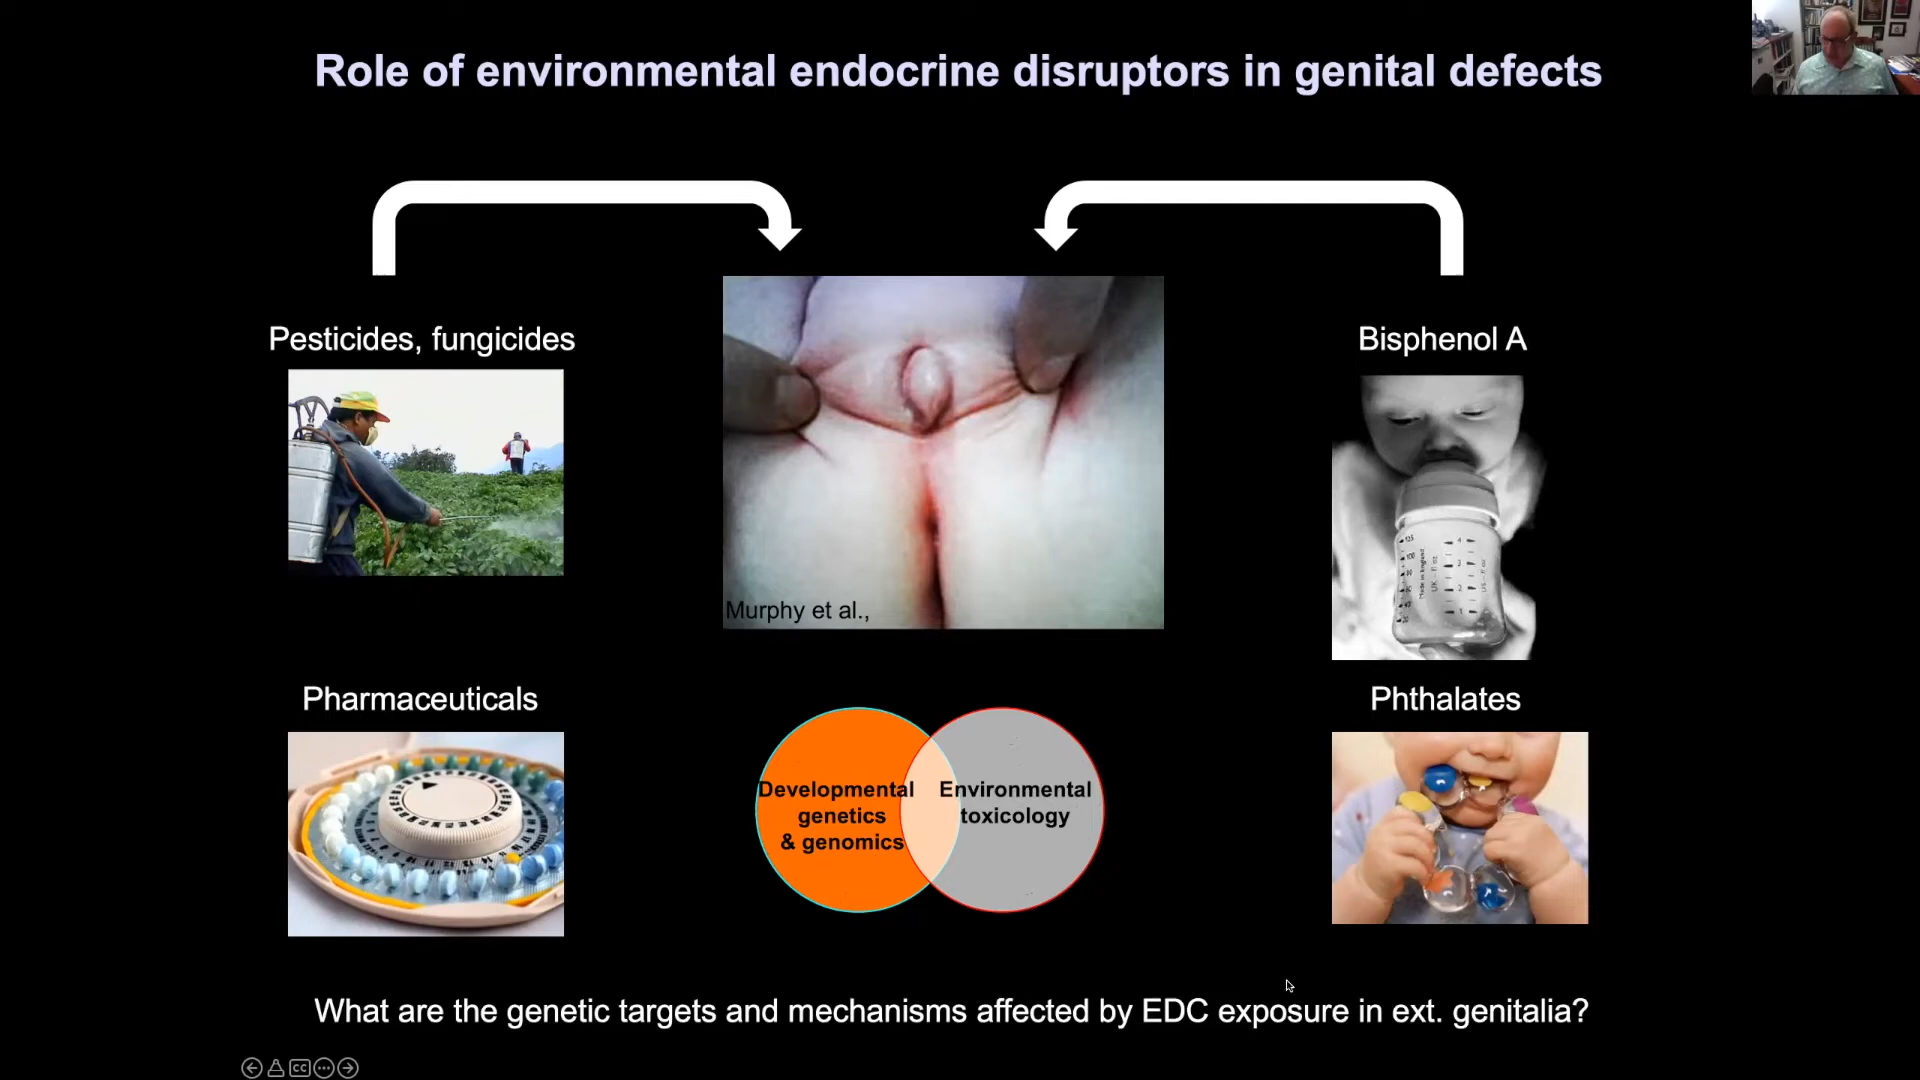 Role of environmental endocrine disruptors in genital defects
Pesticides, fungicides
Bisphenol A
Murphy et al.,
Pharmaceuticals
Phthalates
Developmental
genetics
& genomics
Environmental
toxicology
What are the genetic targets and mechanisms affected by EDC exposure in ext. genitalia?
CC